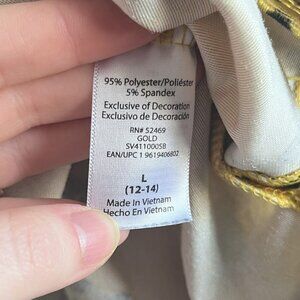 95% Polyester/Poliéster
5% Spandex
Exclusive of Decoration
Exclusivo de Decoración
RN# 52469
GOLD
SV411000SB
EAN/UPC 1 9619406802
L
(12-14)
Made In Vietnam
Hecho En Vietnam